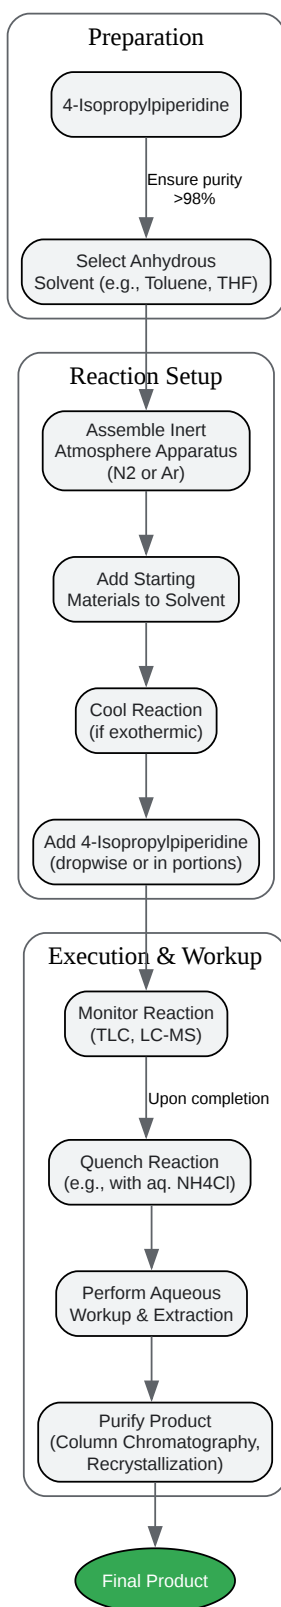 Preparation
4-Isopropylpiperidine
Ensure purity
>98%
Select Anhydrous
Solvent (e.g., Toluene, THF)
Reaction Setup
Assemble Inert
Atmosphere Apparatus
(N2 or Ar)
Add Starting
Materials to Solvent
Cool Reaction
(if exothermic)
Add 4-Isopropylpiperidine
(dropwise or in portions)
Execution & Workup
Monitor Reaction
(TLC, LC-MS)
Upon completion
Quench Reaction
(e.g., with aq. NH4Cl)
Perform Aqueous
Workup & Extraction
Purify Product
(Column Chromatography,
Recrystallization)
Final Product